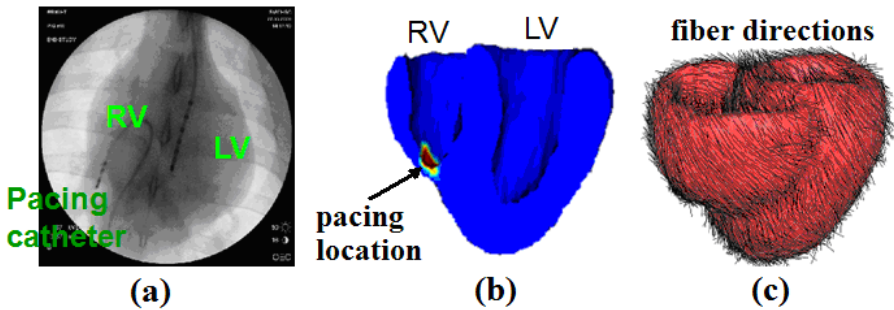 RV
LV
Pacing
catheter
(a)
RV
LV
pacing
location
(b)
fiber directions
(c)